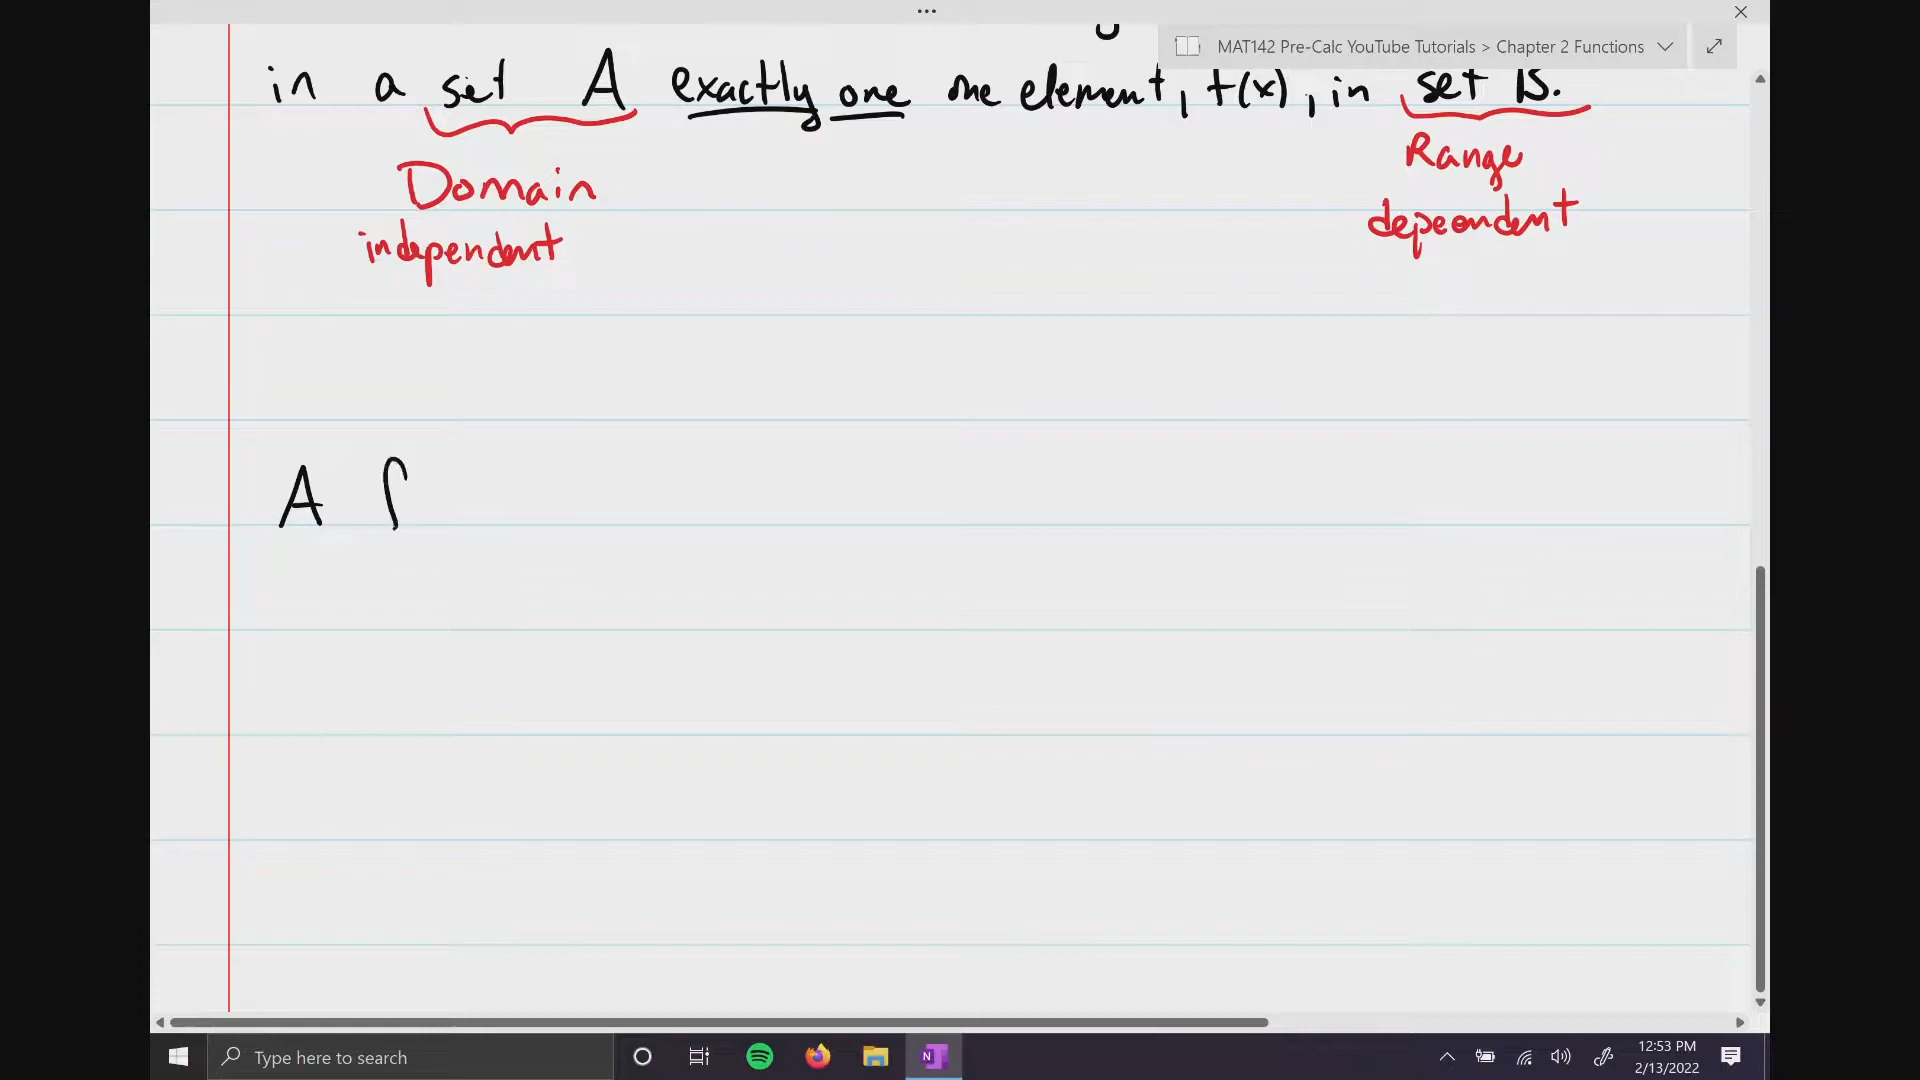 MAT142 Pre-Calc YouTube Tutorials > Chapter 2 Functions
in a set A exactly one one element, f(x), in set B.
Domain
independent
Range
depeondent
A
Type here to search
12:53 PM
2/13/2022